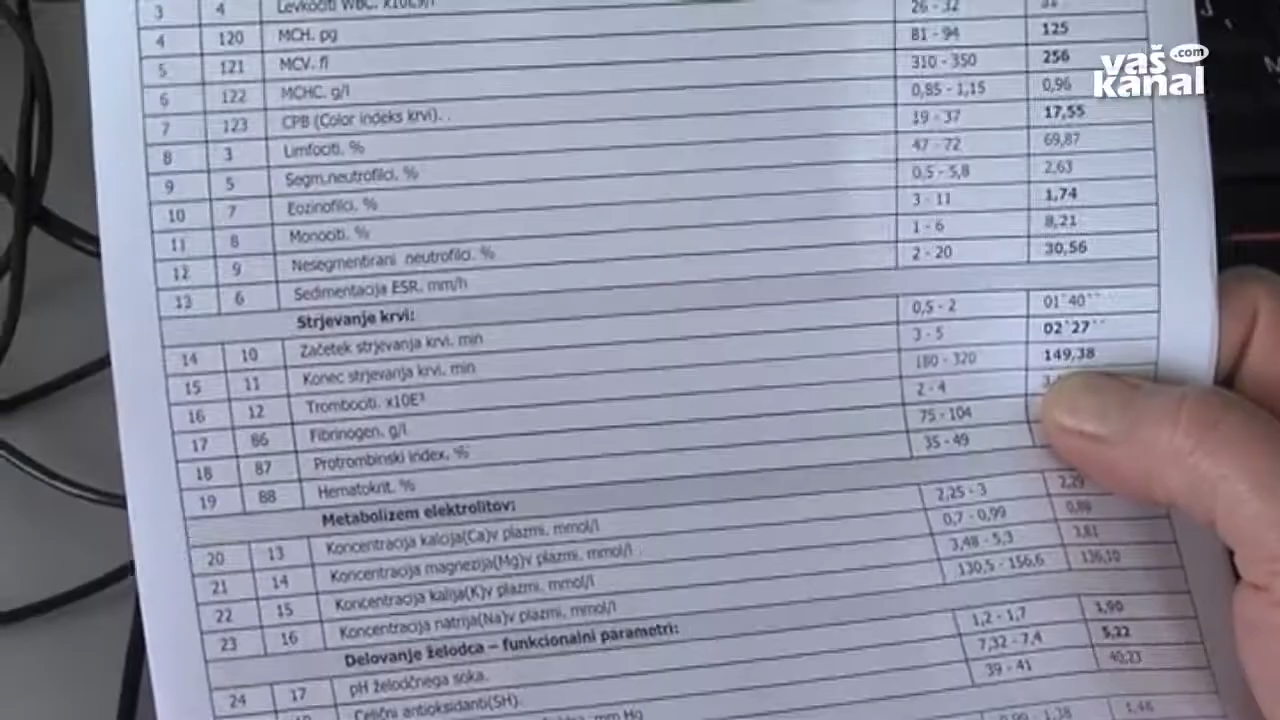 vaš .com
kanal
3 4 Levkociti WBC. x10E9/l
4 120 MCH. pg 26 - 32
5 121 MCV. fl 81 - 94 125
6 122 MCHC. g/l 310 - 350 256
7 123 CPB (Color indeks krvi). . 0,85 - 1,15 0,96
8 3 Limfociti. % 19 - 37 17,55
9 5 Segm.neutrofilci. % 47 - 72 69,87
10 7 Eozinofilci. % 0,5 - 5,8 2,63
11 8 Monociti. % 3 - 11 1,74
12 9 Nesegmentirani neutrofilci. % 1 - 6 8,21
13 6 Sedimentacija ESR. mm/h 2 - 20 30,56
Strjevanje krvi:
14 10 Začetek strjevanja krvi. min 0,5 - 2 01`40``
15 11 Konec strjevanja krvi. min 3 - 5 02`27``
16 12 Trombociti. x10E³ 180 - 320 149,38
17 86 Fibrinogen. g/l 2 - 4
18 87 Protrombinski index. % 75 - 104
19 88 Hematokrit. % 35 - 49
Metabolizem elektrolitov:
20 13 Koncentracija kalcija(Ca)v plazmi. mmol/l 2,25 - 3 2,29
21 14 Koncentracija magnezija(Mg)v plazmi. mmol/l . 0,7 - 0,99 0,89
22 15 Koncentracija kalija(K)v plazmi. mmol/l 3,48 - 5,3 3,81
23 16 Koncentracija natrija(Na)v plazmi. mmol/l 130,5 - 156,6 136,10
Delovanje želodca – funkcionalni parametri:
24 17 pH želodčnega soka. 1,2 - 1,7 1,90
Celični antioksidanti(SH) 7,32 - 7,4 5,22
mm Hg 39 - 41 40,23
1,38 1,48